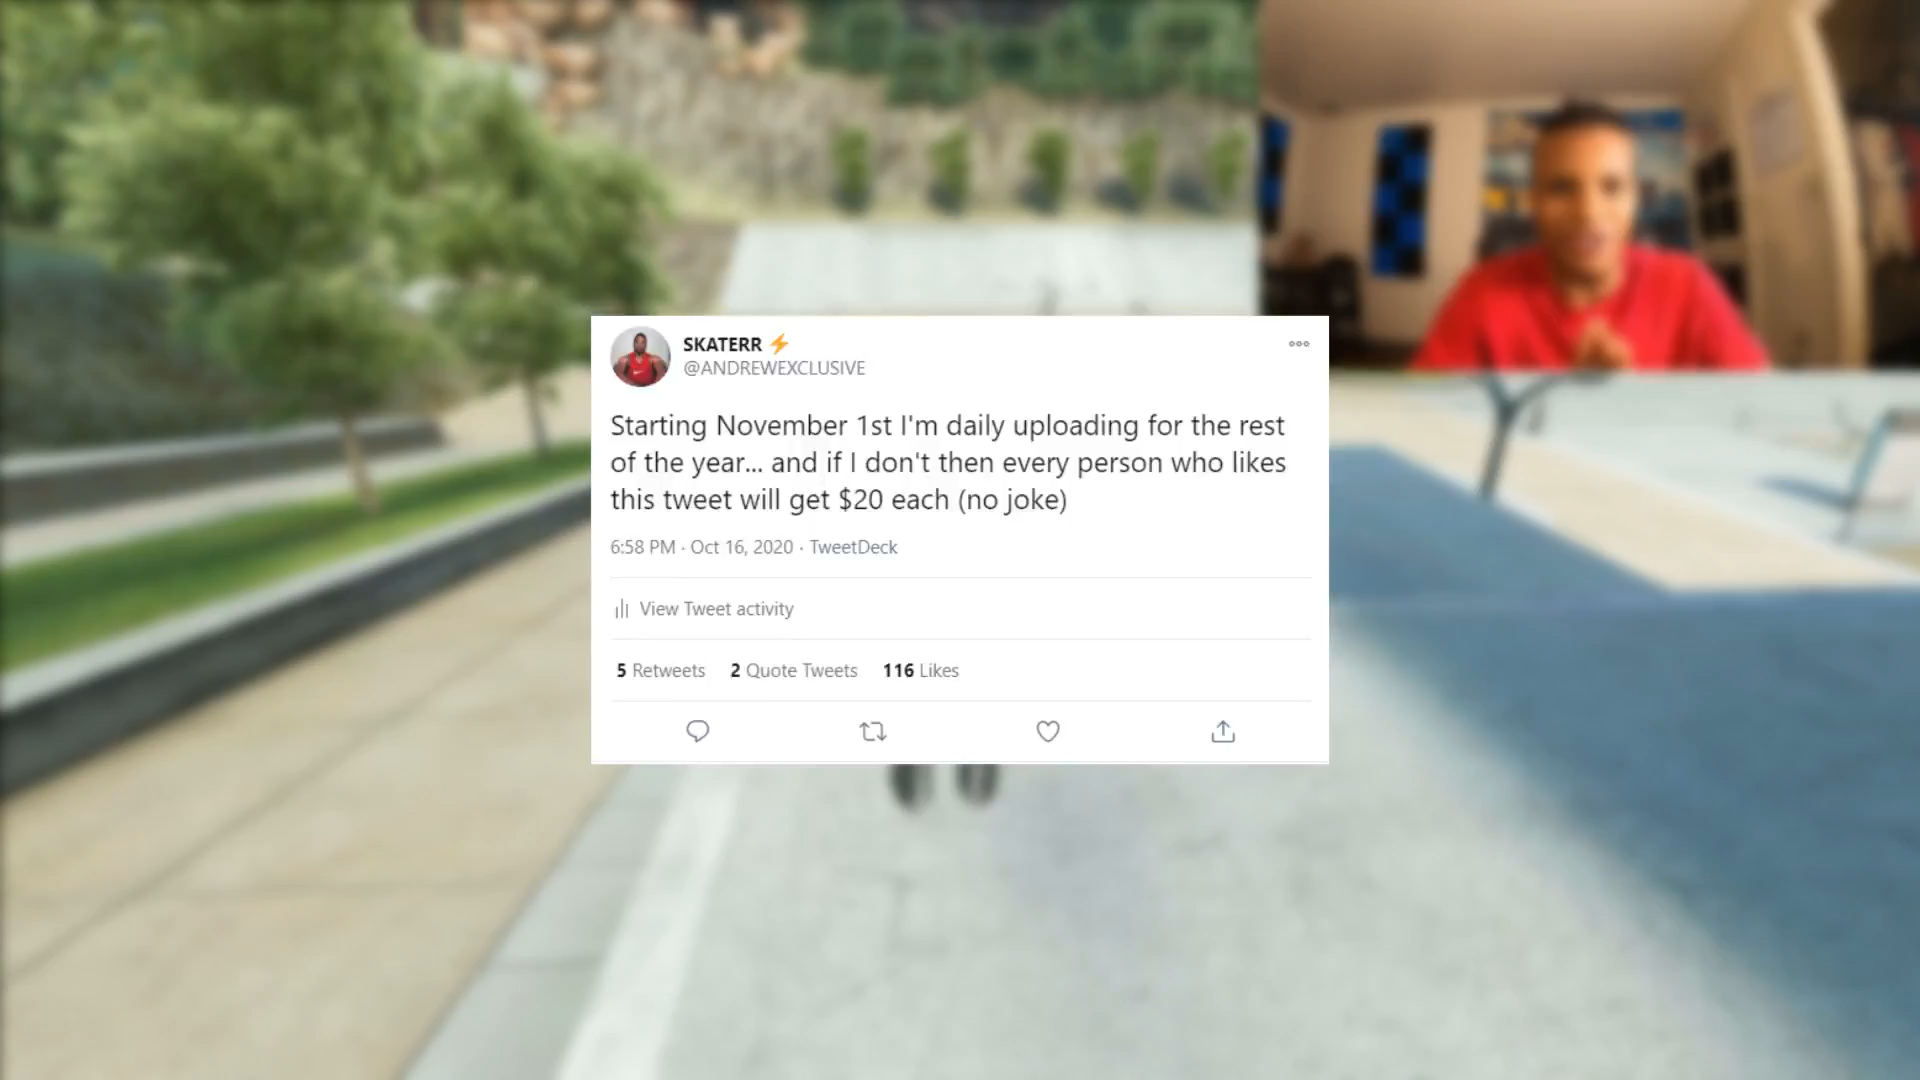 SKATERR ⚡
@ANDREWEXCLUSIVE
Starting November 1st I'm daily uploading for the rest
of the year... and if I don't then every person who likes
this tweet will get $20 each (no joke)
6:58 PM · Oct 16, 2020 · TweetDeck
View Tweet activity
5 Retweets 2 Quote Tweets 116 Likes